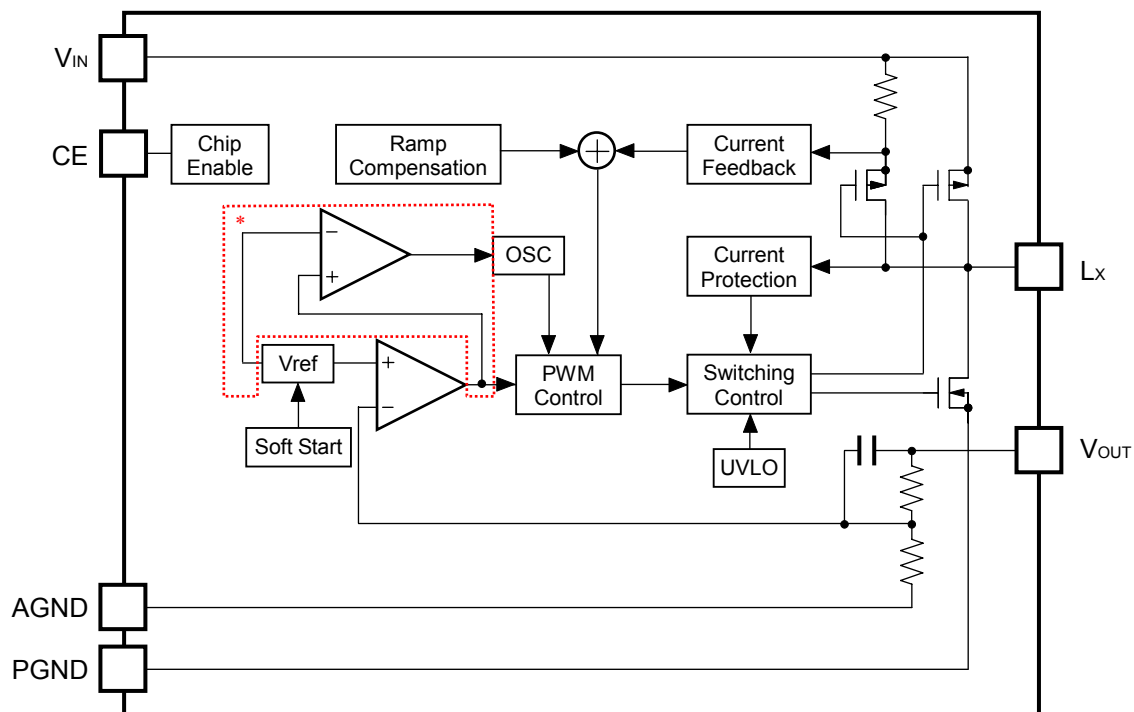 VIN
CE
Chip
Enable
Ramp
Compensation
+
Current
Feedback
*
−
+
OSC
Current
Protection
LX
Vref
+
−
PWM
Control
Switching
Control
Soft Start
UVLO
VOUT
AGND
PGND